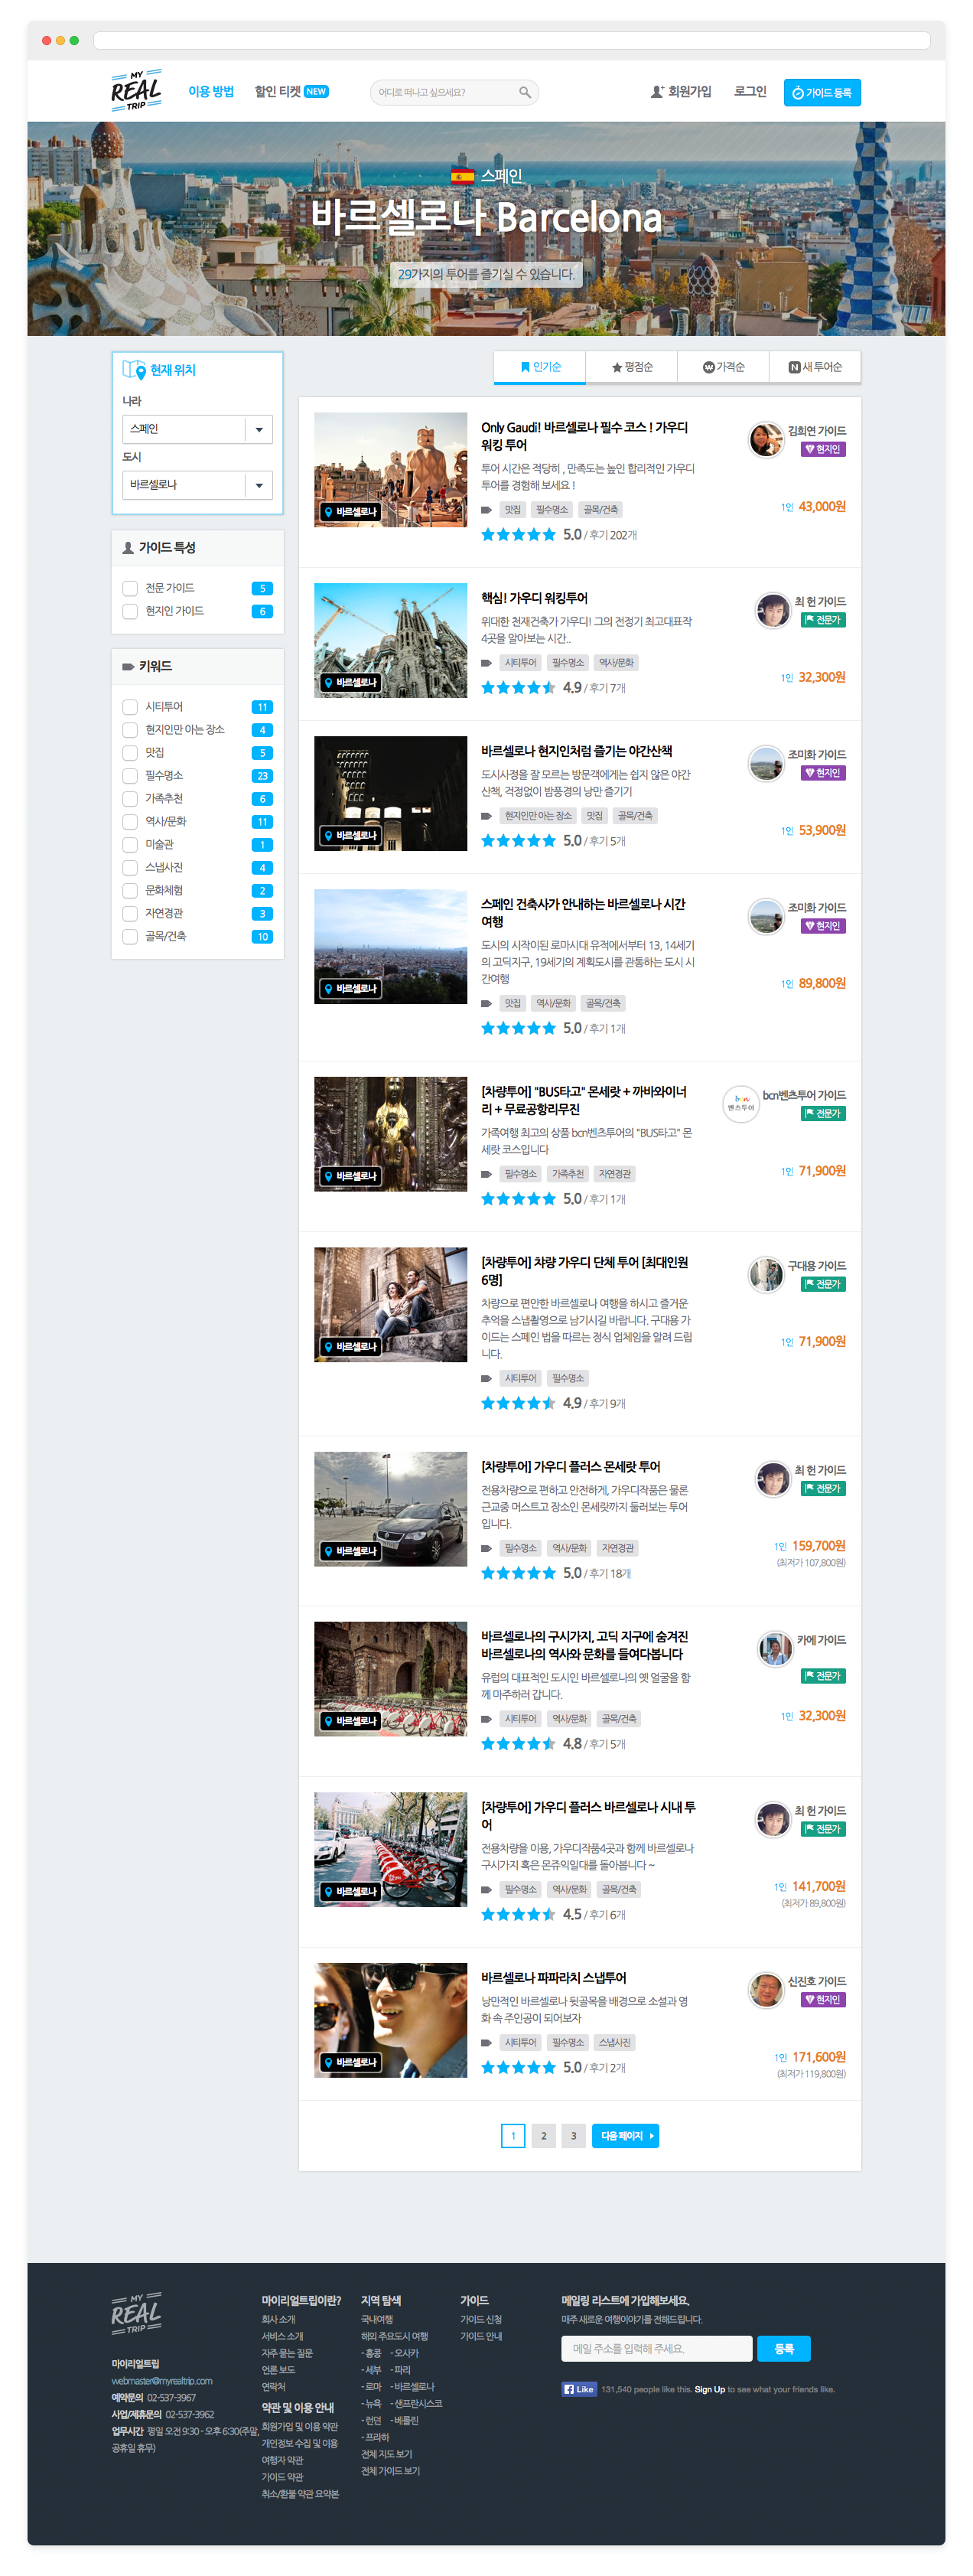 MY
REAL
TRIP
이용 방법
할인 티켓 NEW
어디로 떠나고 싶으세요?
회원가입
로그인
가이드 등록
스페인
바르셀로나 Barcelona
29가지의 투어를 즐기실 수 있습니다.
현재 위치
나라
스페인
도시
바르셀로나
가이드 특성
전문 가이드 5
현지인 가이드 6
키워드
시티투어 11
현지인만 아는 장소 4
맛집 5
필수명소 23
가족추천 6
역사/문화 11
미술관 1
스냅사진 4
문화체험 2
자연경관 3
골목/건축 10
인기순
평점순
가격순
새 투어순
바르셀로나
Only Gaudi! 바르셀로나 필수 코스 ! 가우디
워킹 투어
투어 시간은 적당히 , 만족도는 높인 합리적인 가우디
투어를 경험해 보세요 !
맛집 필수명소 골목/건축
5.0 / 후기 202개
김희연 가이드
현지인
1인 43,000원
바르셀로나
핵심! 가우디 워킹투어
위대한 천재건축가 가우디! 그의 전정기 최고대표작
4곳을 알아보는 시간..
시티투어 필수명소 역사/문화
4.9 / 후기 7개
최 헌 가이드
전문가
1인 32,300원
바르셀로나
바르셀로나 현지인처럼 즐기는 야간산책
도시사정을 잘 모르는 방문객에게는 쉽지 않은 야간
산책, 걱정없이 밤풍경의 낭만 즐기기
현지인만 아는 장소 맛집 골목/건축
5.0 / 후기 5개
조미화 가이드
현지인
1인 53,900원
바르셀로나
스페인 건축사가 안내하는 바르셀로나 시간
여행
도시의 시작이된 로마시대 유적에서부터 13, 14세기
의 고딕지구, 19세기의 계획도시를 관통하는 도시 시
간여행
맛집 역사/문화 골목/건축
5.0 / 후기 1개
조미화 가이드
현지인
1인 89,800원
바르셀로나
[차량투어] "BUS타고" 몬세랏 + 까바와이너
리 + 무료공항리무진
가족여행 최고의 상품 bcn벤츠투어의 "BUS타고" 몬
세랏 코스입니다
필수명소 가족추천 자연경관
5.0 / 후기 1개
bcn
벤츠투어
bcn벤츠투어 가이드
전문가
1인 71,900원
바르셀로나
[차량투어] 챠량 가우디 단체 투어 [최대인원
6명]
차량으로 편안한 바르셀로나 여행을 하시고 즐거운
추억을 스냅촬영으로 남기시길 바랍니다. 구대용 가
이드는 스페인 법을 따르는 정식 업체임을 알려 드립
니다.
시티투어 필수명소
4.9 / 후기 9개
구대용 가이드
전문가
1인 71,900원
바르셀로나
[차량투어] 가우디 플러스 몬세랏 투어
전용차량으로 편하고 안전하게, 가우디작품은 물론
근교중 머스트고 장소인 몬세랏까지 둘러보는 투어
입니다.
필수명소 역사/문화 자연경관
5.0 / 후기 18개
최 헌 가이드
전문가
1인 159,700원
(최저가 107,800원)
바르셀로나
바르셀로나의 구시가지, 고딕 지구에 숨겨진
바르셀로나의 역사와 문화를 들여다봅니다
유럽의 대표적인 도시인 바르셀로나의 옛 얼굴을 함
께 마주하러 갑니다.
시티투어 역사/문화 골목/건축
4.8 / 후기 5개
카에 가이드
전문가
1인 32,300원
바르셀로나
[차량투어] 가우디 플러스 바르셀로나 시내 투
어
전용차량을 이용, 가우디작품4곳과 함께 바르셀로나
구시가지 혹은 몬쥬익일대를 돌아봅니다 ~
필수명소 역사/문화 골목/건축
4.5 / 후기 6개
최 헌 가이드
전문가
1인 141,700원
(최저가 89,800원)
바르셀로나
바르셀로나 파파라치 스냅투어
낭만적인 바르셀로나 뒷골목을 배경으로 소설과 영
화 속 주인공이 되어보자
시티투어 필수명소 스냅사진
5.0 / 후기 2개
신진호 가이드
현지인
1인 171,600원
(최저가 119,800원)
1 2 3 다음 페이지
MY
REAL
TRIP
마이리얼트립
webmaster@myrealtrip.com
예약문의 02-537-3967
사업/제휴문의 02-537-3962
업무시간 평일 오전 9:30 - 오후 6:30(주말,
공휴일 휴무)
마이리얼트립이란?
회사 소개
서비스 소개
자주 묻는 질문
언론 보도
연락처
약관 및 이용 안내
회원가입 및 이용 약관
개인정보 수집 및 이용
여행자 약관
가이드 약관
취소/환불 약관 요약본
지역 탐색
국내여행
해외 주요도시 여행
- 홍콩 - 오사카
- 세부 - 파리
- 로마 - 바르셀로나
- 뉴욕 - 샌프란시스코
- 런던 - 베를린
- 프라하
전체 지도 보기
전체 가이드 보기
가이드
가이드 신청
가이드 안내
메일링 리스트에 가입해보세요.
매주 새로운 여행이야기를 전해드립니다.
메일 주소를 입력해 주세요.
등록
Like 131,540 people like this. Sign Up to see what your friends like.